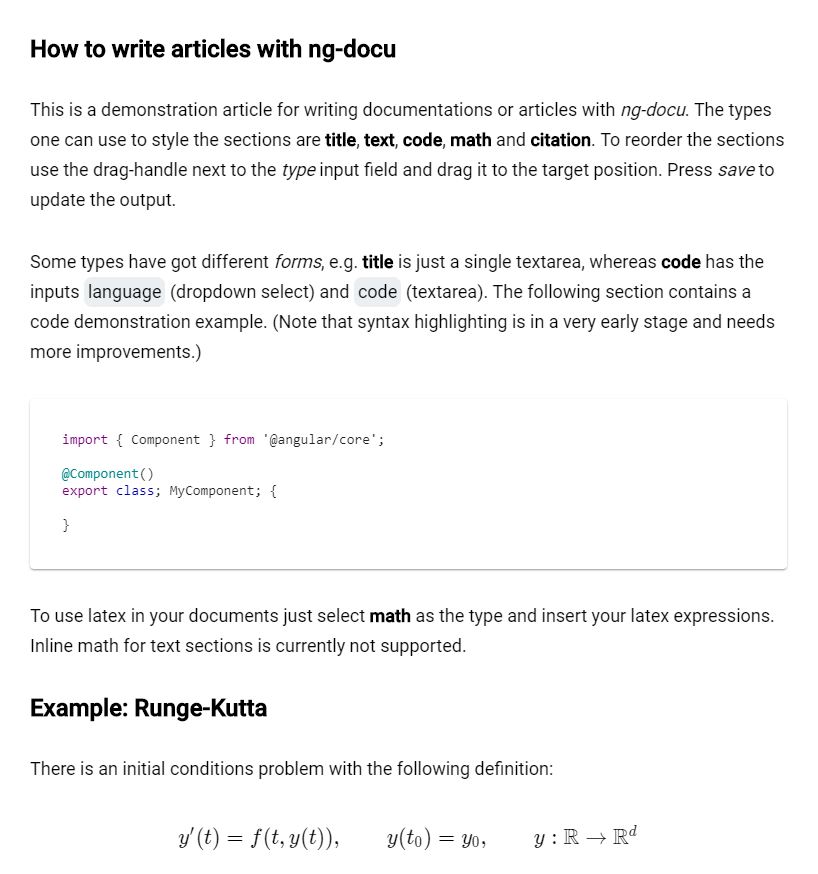 How to write articles with ng-docu
This is a demonstration article for writing documentations or articles with ng-docu. The types
one can use to style the sections are title, text, code, math and citation. To reorder the sections
use the drag-handle next to the type input field and drag it to the target position. Press save to
update the output.
Some types have got different forms, e.g. title is just a single textarea, whereas code has the
inputs language (dropdown select) and code (textarea). The following section contains a
code demonstration example. (Note that syntax highlighting is in a very early stage and needs
more improvements.)
import { Component } from '@angular/core';
@Component()
export class; MyComponent; {
}
To use latex in your documents just select math as the type and insert your latex expressions.
Inline math for text sections is currently not supported.
Example: Runge-Kutta
There is an initial conditions problem with the following definition:
y′(t) = f(t, y(t)), y(t₀) = y₀, y : ℝ → ℝᵈ